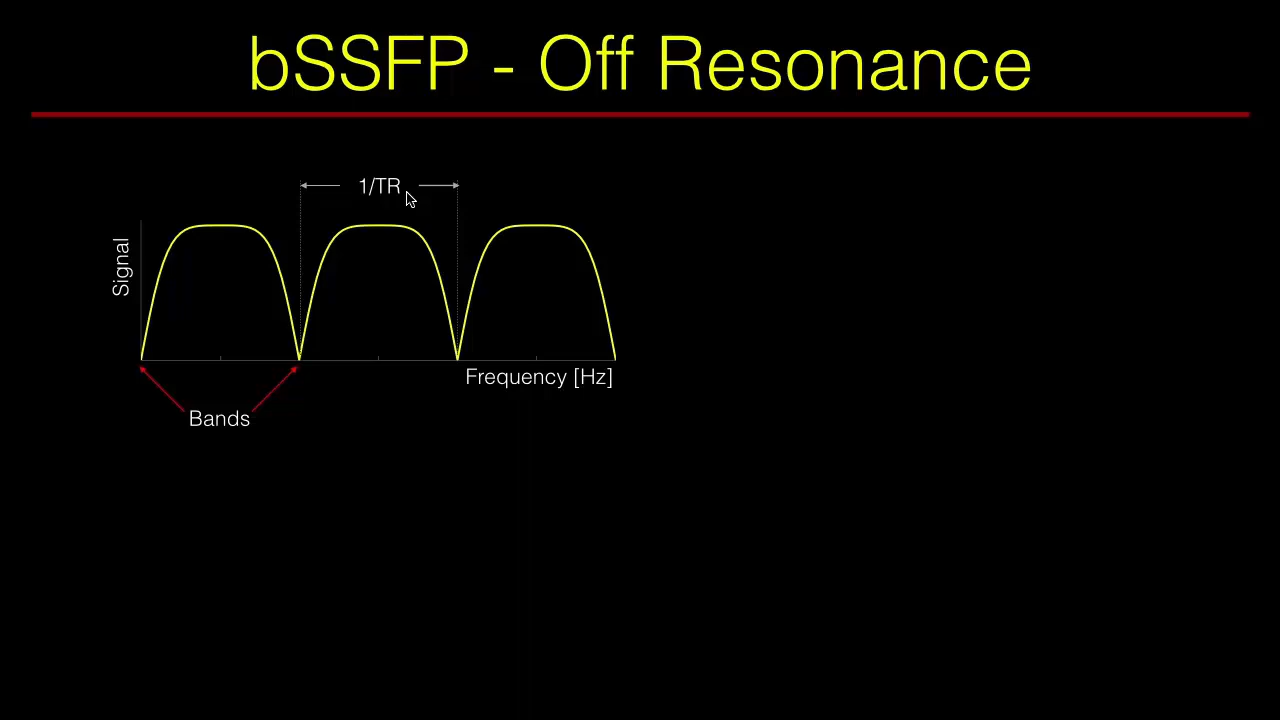 bSSFP - Off Resonance
1/TR
Signal
Frequency [Hz]
Bands